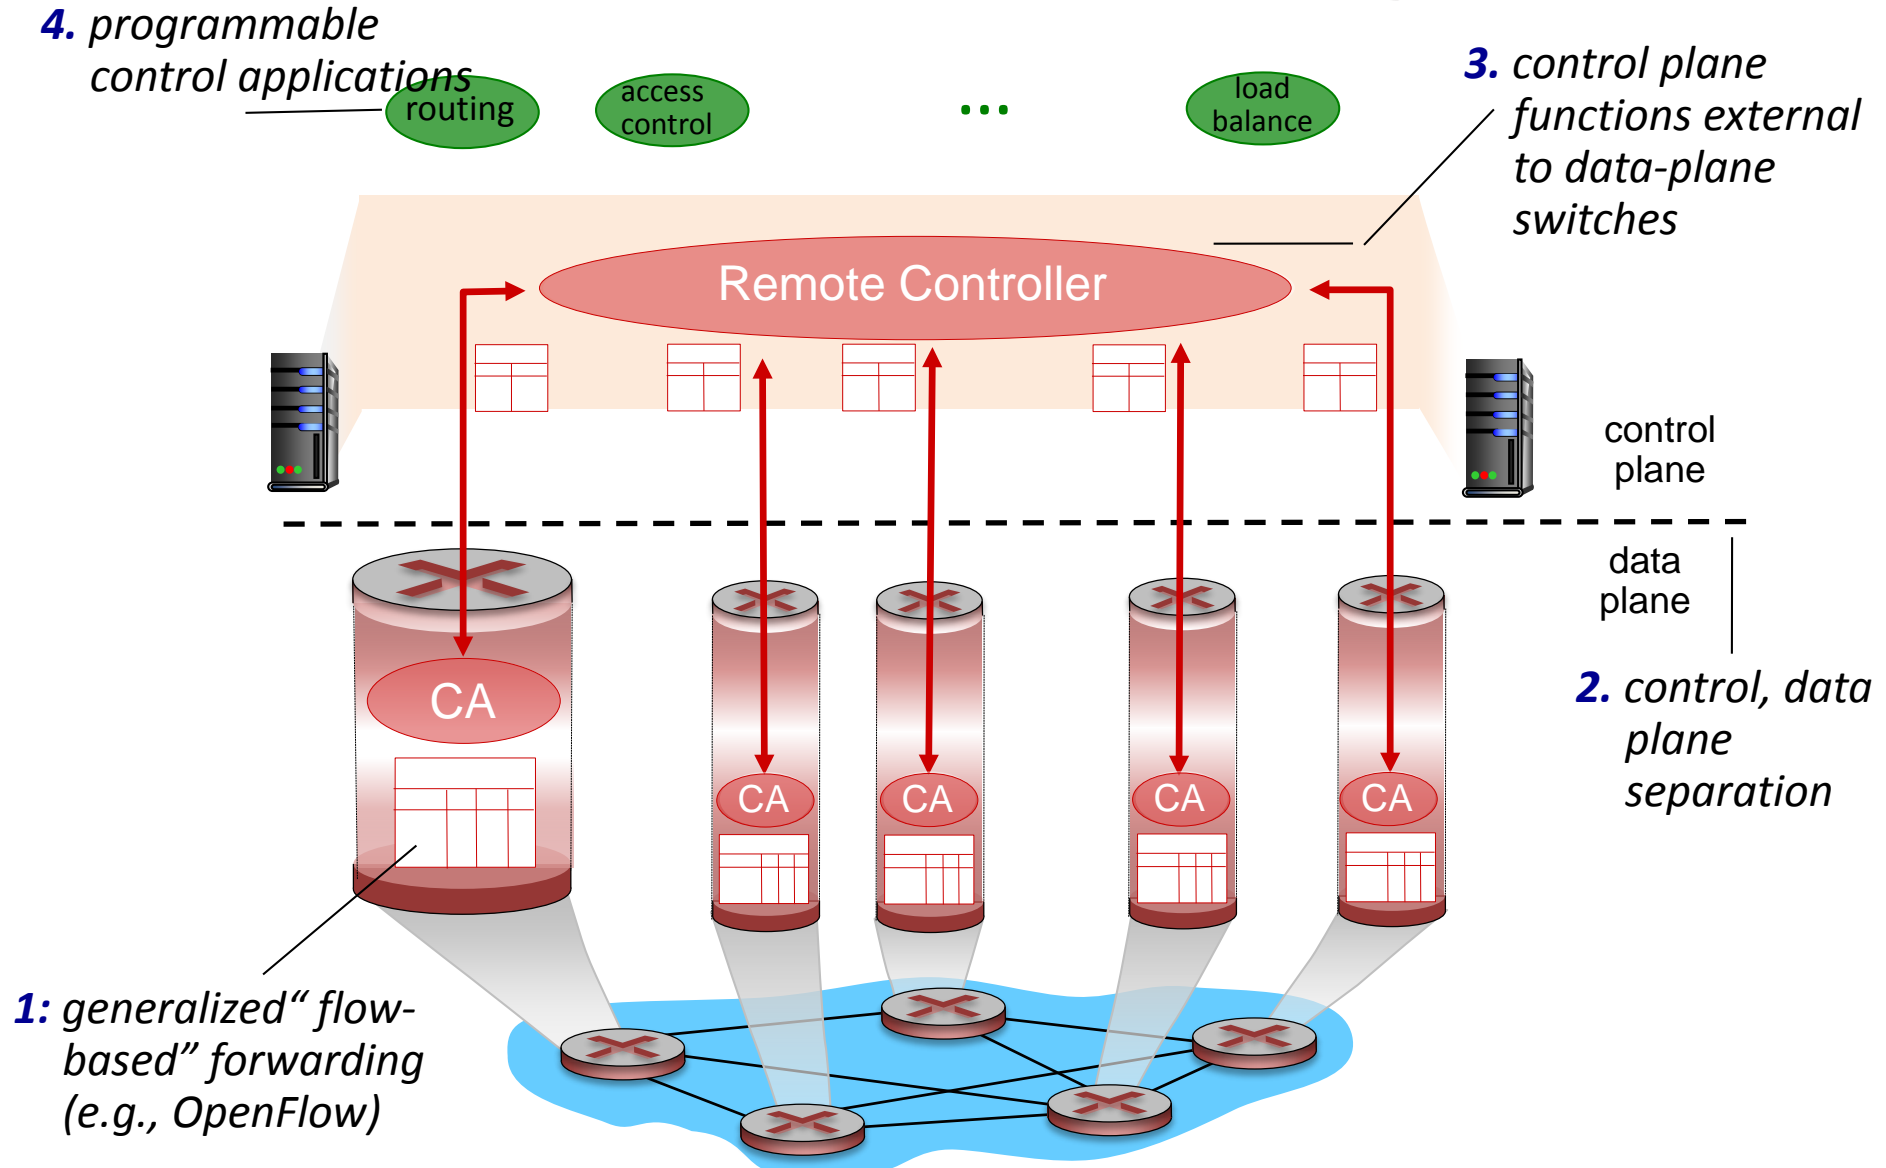 4. programmable
control applications
routing
access
control
...
load
balance
3. control plane
functions external
to data-plane
switches
Remote Controller
control
plane
data
plane
CA
CA
CA
CA
CA
2. control, data
plane
separation
1: generalized“ flow-
based” forwarding
(e.g., OpenFlow)